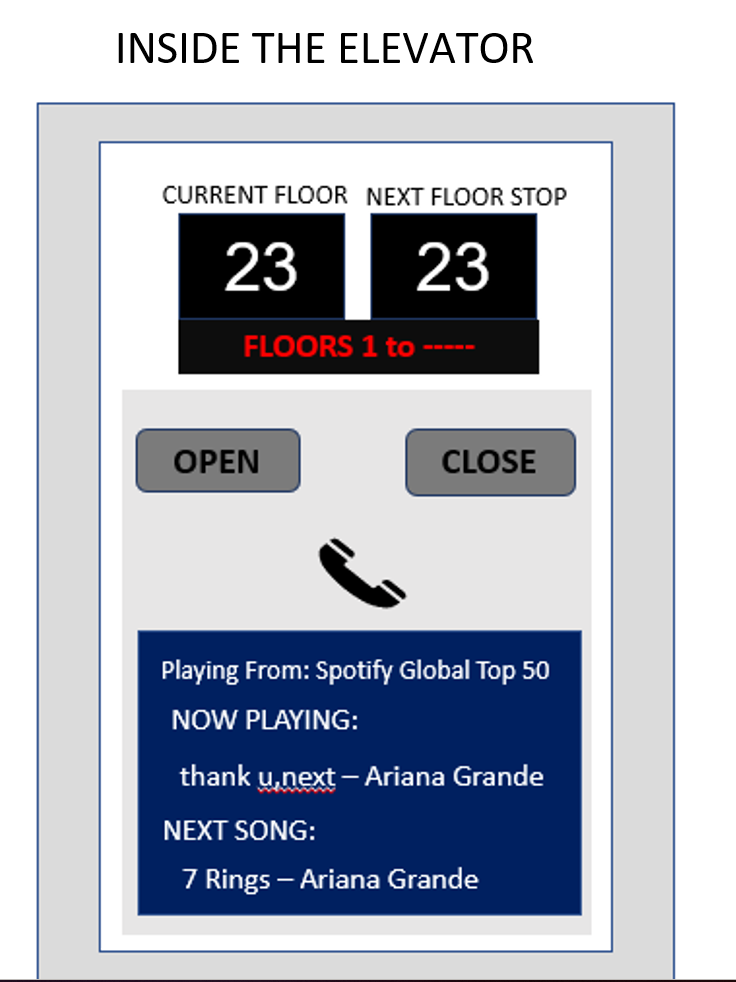 INSIDE THE ELEVATOR
CURRENT FLOOR NEXT FLOOR STOP
23 23
FLOORS 1 to -----
OPEN CLOSE
Playing From: Spotify Global Top 50
NOW PLAYING:
thank u,next – Ariana Grande
NEXT SONG:
7 Rings – Ariana Grande